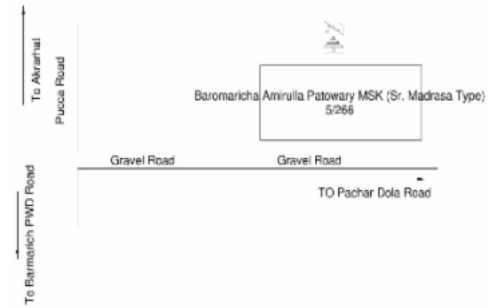 To Akrarhat
Pucca Road
Baromaricha Amirulla Patowary MSK (Sr. Madrasa Type)
5/266
Gravel Road
Gravel Road
TO Pachar Dola Road
To Barmarich PWD Road